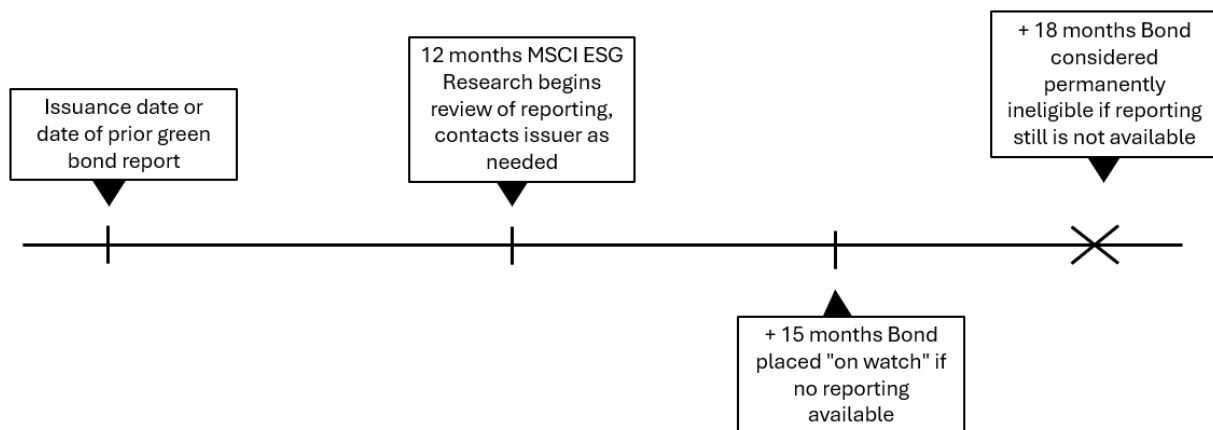 Issuance date or
date of prior green
bond report
12 months MSCI ESG
Research begins
review of reporting,
contacts issuer as
needed
+ 15 months Bond
placed "on watch" if
no reporting
available
+ 18 months Bond
considered
permanently
ineligible if reporting
still is not available